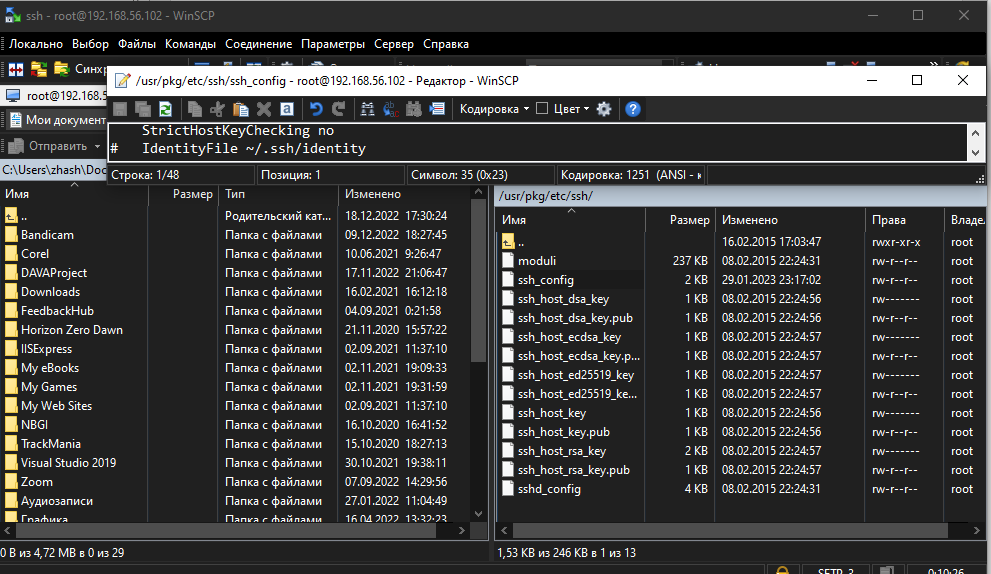 ssh - root@192.168.56.102 - WinSCP
Локально Выбор Файлы Команды Соединение Параметры Сервер Справка
Синхр
root@192.168.5
Мои документ
Отправить
C:\Users\zhash\Doc
/usr/pkg/etc/ssh/ssh_config - root@192.168.56.102 - Редактор - WinSCP
Кодировка Цвет
StrictHostKeyChecking no
# IdentityFile ~/.ssh/identity
Строка: 1/48 Позиция: 1 Символ: 35 (0x23) Кодировка: 1251 (ANSI - к
Имя Размер Тип Изменено
.. Родительский кат... 18.12.2022 17:30:24
Bandicam Папка с файлами 09.12.2022 18:27:45
Corel Папка с файлами 10.06.2021 9:26:47
DAVAProject Папка с файлами 17.11.2022 21:06:47
Downloads Папка с файлами 16.02.2021 16:12:18
FeedbackHub Папка с файлами 04.09.2021 0:21:58
Horizon Zero Dawn Папка с файлами 21.11.2020 15:57:22
IISExpress Папка с файлами 02.09.2021 11:37:10
My eBooks Папка с файлами 02.11.2021 19:09:33
My Games Папка с файлами 02.11.2021 19:31:59
My Web Sites Папка с файлами 02.09.2021 11:37:10
NBGI Папка с файлами 16.10.2020 16:41:52
TrackMania Папка с файлами 15.10.2020 18:27:13
Visual Studio 2019 Папка с файлами 30.10.2021 19:38:11
Zoom Папка с файлами 07.09.2022 14:29:56
Аудиозаписи Папка с файлами 27.01.2022 11:04:49
Графика Папка с файлами 16.04.2022 13:32:23
0 B из 4,72 MB в 0 из 29
/usr/pkg/etc/ssh/
Имя Размер Изменено Права Владел
.. 16.02.2015 17:03:47 rwxr-xr-x root
moduli 237 KB 08.02.2015 22:24:31 rw-r--r-- root
ssh_config 2 KB 29.01.2023 23:17:02 rw-r--r-- root
ssh_host_dsa_key 1 KB 08.02.2015 22:24:56 rw------- root
ssh_host_dsa_key.pub 1 KB 08.02.2015 22:24:56 rw-r--r-- root
ssh_host_ecdsa_key 1 KB 08.02.2015 22:24:57 rw------- root
ssh_host_ecdsa_key.p... 1 KB 08.02.2015 22:24:56 rw-r--r-- root
ssh_host_ed25519_key 1 KB 08.02.2015 22:24:57 rw------- root
ssh_host_ed25519_ke... 1 KB 08.02.2015 22:24:57 rw-r--r-- root
ssh_host_key 1 KB 08.02.2015 22:24:56 rw------- root
ssh_host_key.pub 1 KB 08.02.2015 22:24:56 rw-r--r-- root
ssh_host_rsa_key 2 KB 08.02.2015 22:24:57 rw------- root
ssh_host_rsa_key.pub 1 KB 08.02.2015 22:24:57 rw-r--r-- root
sshd_config 4 KB 08.02.2015 22:24:31 rw-r--r-- root
1,53 KB из 246 KB в 1 из 13
SFTP-3 0:10:26